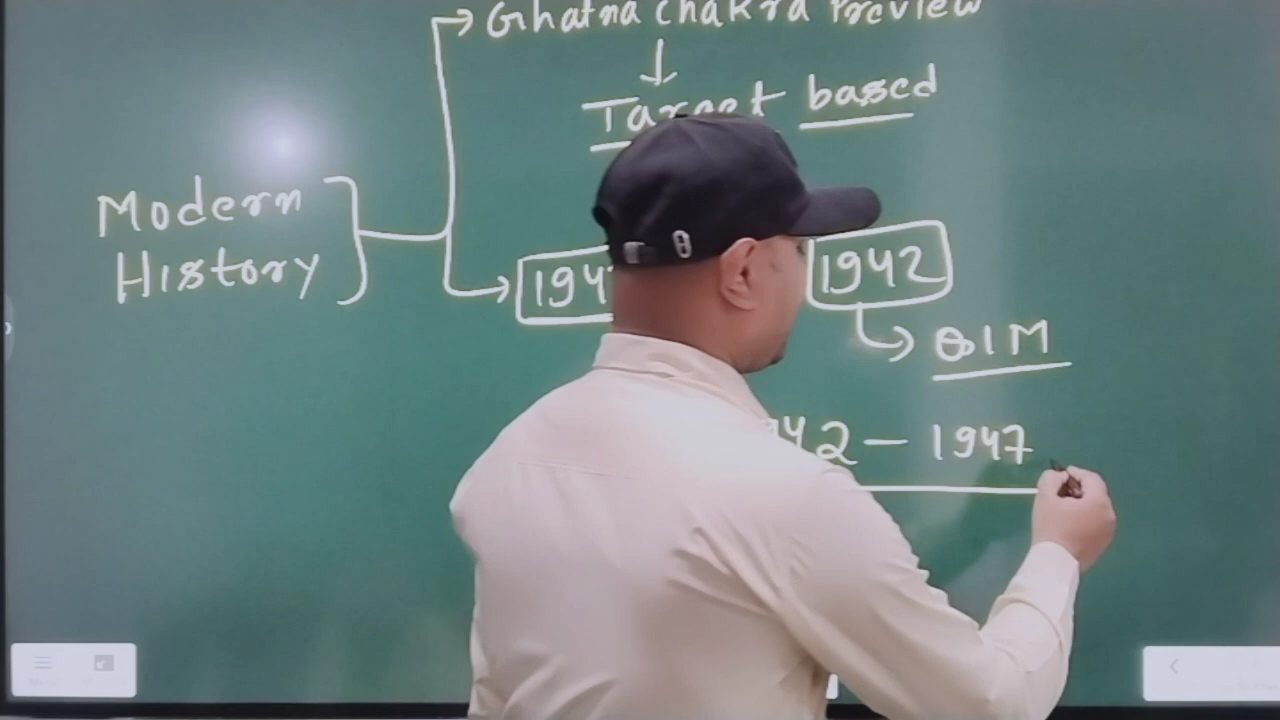 Ghatna Chakra Preview
Target based
Modern
History
1942
QIM
1947